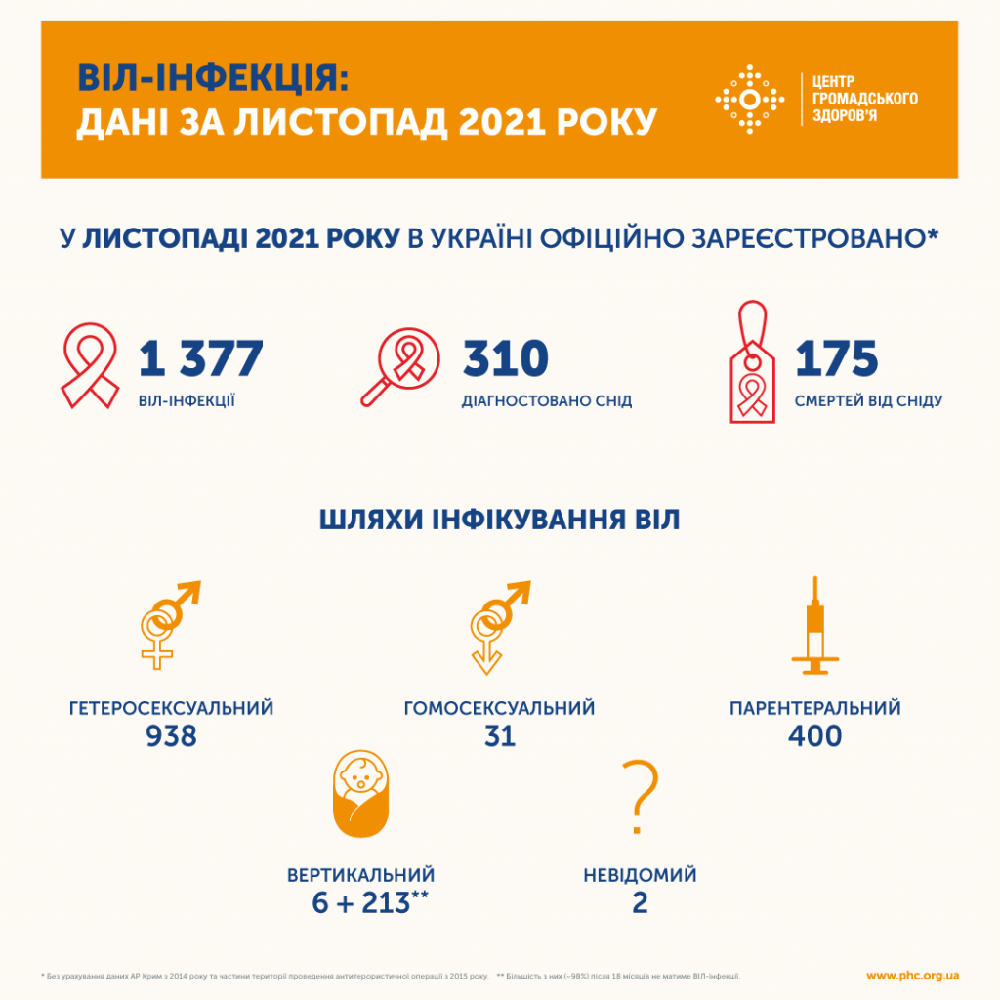 ВІЛ-ІНФЕКЦІЯ:
ДАНІ ЗА ЛИСТОПАД 2021 РОКУ
ЦЕНТР
ГРОМАДСЬКОГО
ЗДОРОВ'Я
У ЛИСТОПАДІ 2021 РОКУ В УКРАЇНІ ОФІЦІЙНО ЗАРЕЄСТРОВАНО*
1 377
ВІЛ-ІНФЕКЦІЇ
310
ДІАГНОСТОВАНО СНІД
175
СМЕРТЕЙ ВІД СНІДУ
ШЛЯХИ ІНФІКУВАННЯ ВІЛ
ГЕТЕРОСЕКСУАЛЬНИЙ
938
ГОМОСЕКСУАЛЬНИЙ
31
ПАРЕНТЕРАЛЬНИЙ
400
ВЕРТИКАЛЬНИЙ
6 + 213**
?
НЕВІДОМИЙ
2
* Без урахування даних АР Крим з 2014 року та частини території проведення антитерористичної операції з 2015 року. ** Більшість з них (~98%) після 18 місяців не матиме ВІЛ-інфекції.
www.phc.org.ua